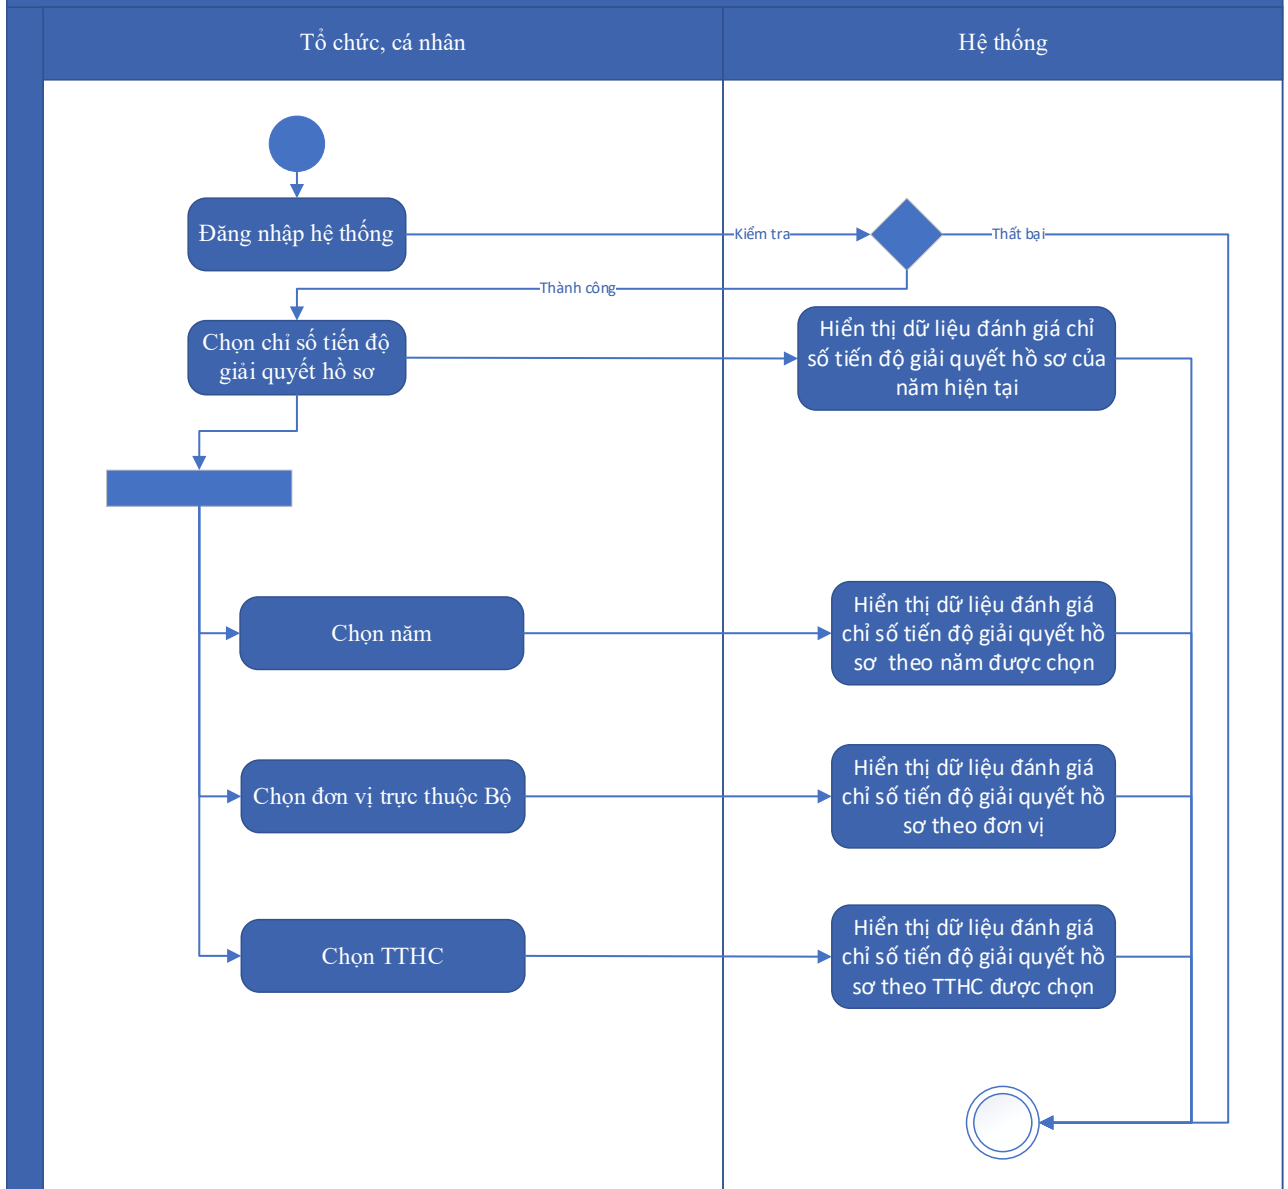 Tổ chức, cá nhân
Hệ thống
Đăng nhập hệ thống
Kiểm tra
Thất bại
Thành công
Chọn chỉ số tiến độ
giải quyết hồ sơ
Hiển thị dữ liệu đánh giá chỉ
số tiến độ giải quyết hồ sơ của
năm hiện tại
Chọn năm
Hiển thị dữ liệu đánh giá
chỉ số tiến độ giải quyết hồ
sơ theo năm được chọn
Chọn đơn vị trực thuộc Bộ
Hiển thị dữ liệu đánh giá
chỉ số tiến độ giải quyết hồ
sơ theo đơn vị
Chọn TTHC
Hiển thị dữ liệu đánh giá
chỉ số tiến độ giải quyết hồ
sơ theo TTHC được chọn